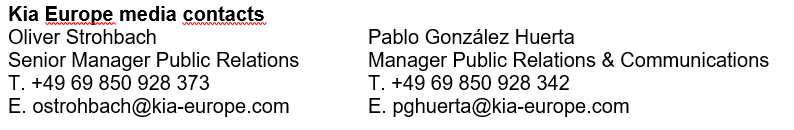 Kia Europe media contacts
Oliver Strohbach
Senior Manager Public Relations
T. +49 69 850 928 373
E. ostrohbach@kia-europe.com
Pablo González Huerta
Manager Public Relations & Communications
T. +49 69 850 928 342
E. pghuerta@kia-europe.com